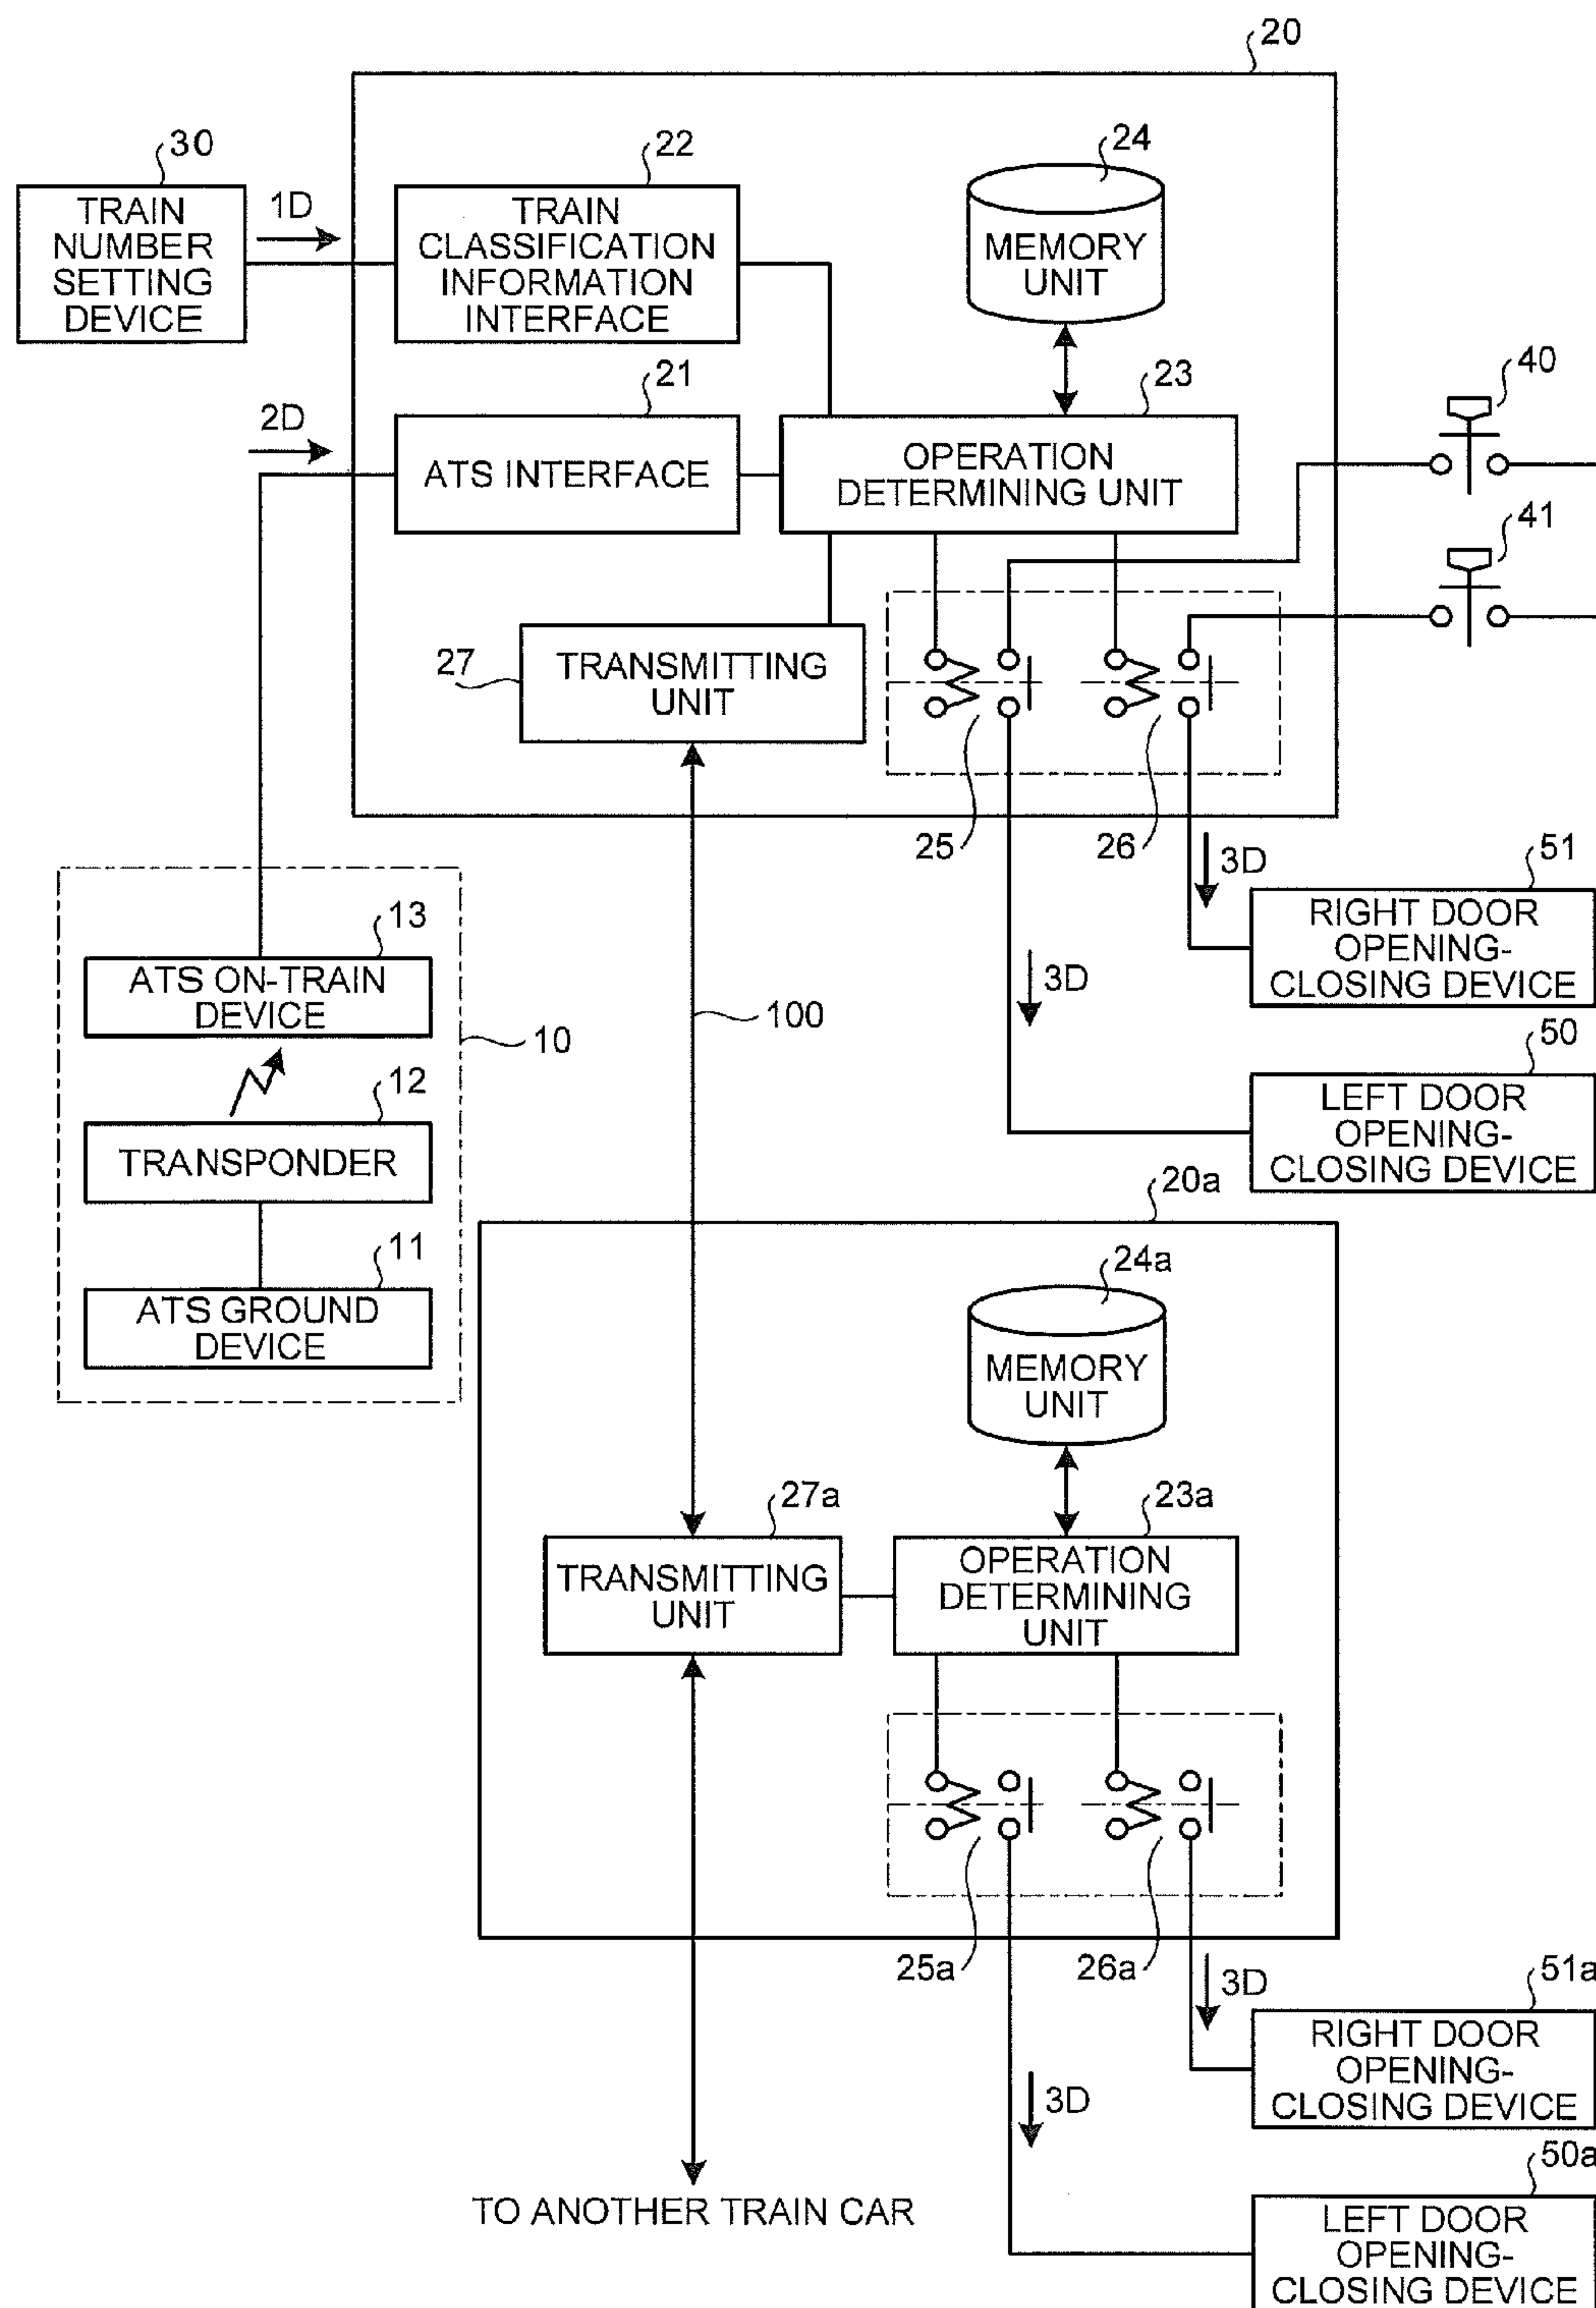 20
30
TRAIN
NUMBER
SETTING
DEVICE
1D
22
TRAIN
CLASSIFICATION
INFORMATION
INTERFACE
24
MEMORY
UNIT
2D
21
ATS INTERFACE
23
OPERATION
DETERMINING UNIT
40
41
27
TRANSMITTING
UNIT
25
26
3D
51
RIGHT DOOR
OPENING-
CLOSING DEVICE
3D
50
LEFT DOOR
OPENING-
CLOSING DEVICE
13
ATS ON-TRAIN
DEVICE
10
100
12
TRANSPONDER
11
ATS GROUND
DEVICE
20a
24a
MEMORY
UNIT
27a
TRANSMITTING
UNIT
23a
OPERATION
DETERMINING
UNIT
25a
26a
3D
51a
RIGHT DOOR
OPENING-
CLOSING DEVICE
3D
50a
LEFT DOOR
OPENING-
CLOSING DEVICE
TO ANOTHER TRAIN CAR